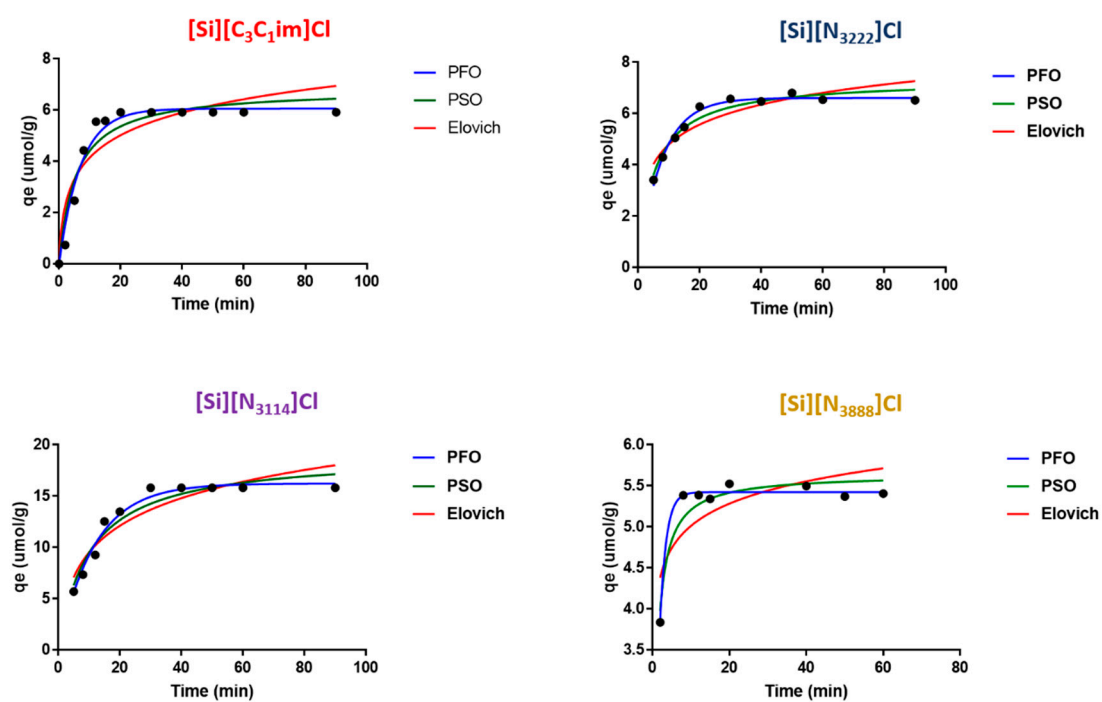 [Si][C₃C₁im]Cl
8
6
4
2
0
qe (umol/g)
0 20 40 60 80 100
Time (min)
PFO
PSO
Elovich
[Si][N₃₂₂₂]Cl
8
6
4
2
0
qe (umol/g)
0 20 40 60 80 100
Time (min)
PFO
PSO
Elovich
[Si][N₃₁₁₄]Cl
20
15
10
5
0
qe (umol/g)
0 20 40 60 80 100
Time (min)
PFO
PSO
Elovich
[Si][N₃₈₈₈]Cl
6.0
5.5
5.0
4.5
4.0
3.5
qe (umol/g)
0 20 40 60 80
Time (min)
PFO
PSO
Elovich